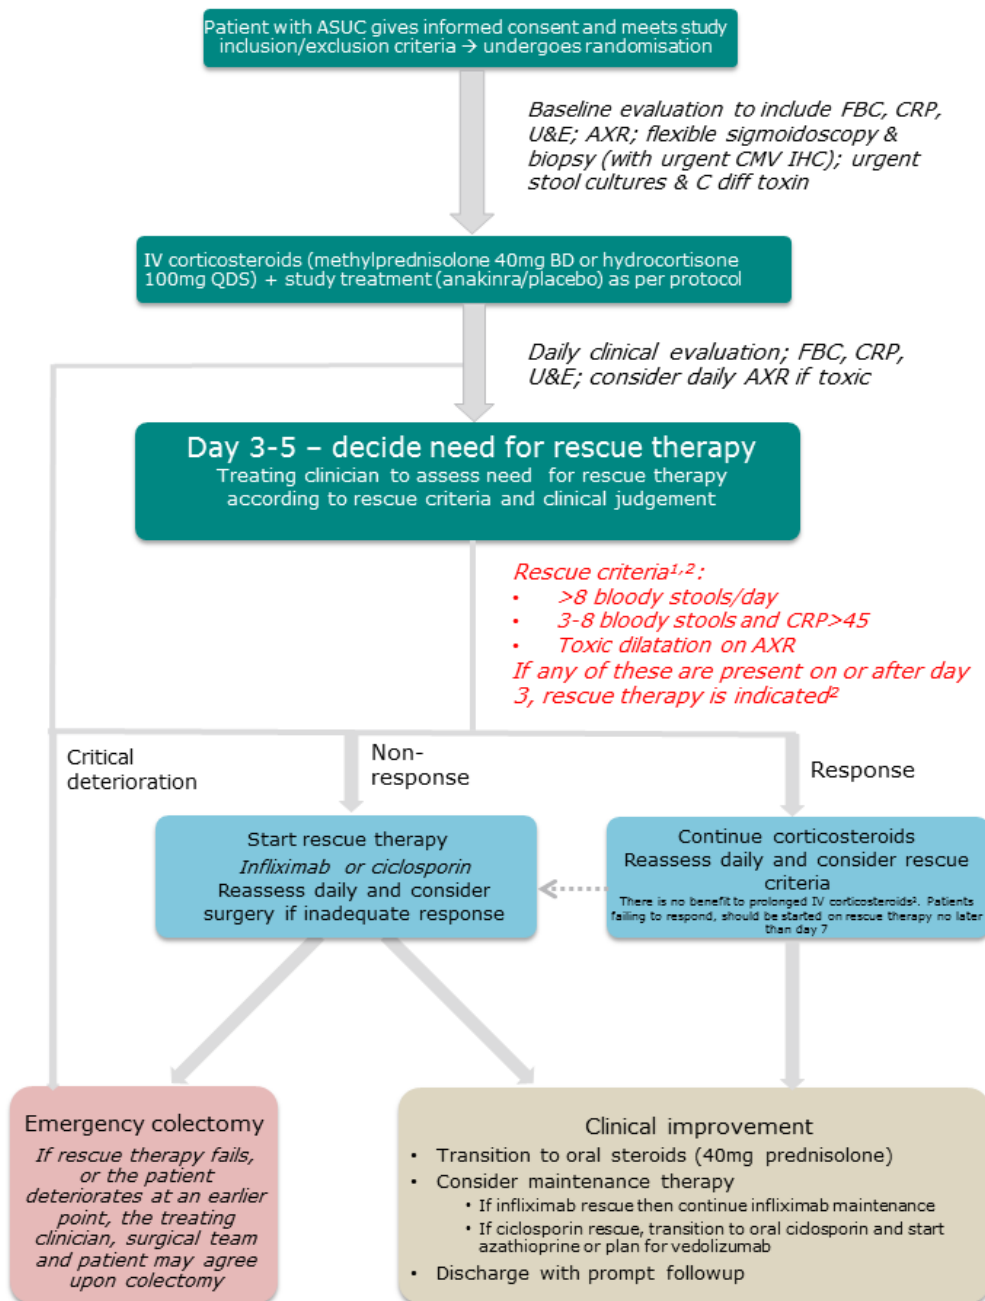 Patient with ASUC gives informed consent and meets study
inclusion/exclusion criteria → undergoes randomisation
Baseline evaluation to include FBC, CRP,
U&E; AXR; flexible sigmoidoscopy &
biopsy (with urgent CMV IHC); urgent
stool cultures & C diff toxin
IV corticosteroids (methylprednisolone 40mg BD or hydrocortisone
100mg QDS) + study treatment (anakinra/placebo) as per protocol
Daily clinical evaluation; FBC, CRP,
U&E; consider daily AXR if toxic
Day 3-5 – decide need for rescue therapy
Treating clinician to assess need for rescue therapy
according to rescue criteria and clinical judgement
Rescue criteria¹,²:
• >8 bloody stools/day
• 3-8 bloody stools and CRP>45
• Toxic dilatation on AXR
If any of these are present on or after day
3, rescue therapy is indicated²
Critical
deterioration
Non-
response
Response
Start rescue therapy
Infliximab or ciclosporin
Reassess daily and consider
surgery if inadequate response
Continue corticosteroids
Reassess daily and consider rescue
criteria
There is no benefit to prolonged IV corticosteroids². Patients
failing to respond, should be started on rescue therapy no later
than day 7
Emergency colectomy
If rescue therapy fails,
or the patient
deteriorates at an earlier
point, the treating
clinician, surgical team
and patient may agree
upon colectomy
Clinical improvement
• Transition to oral steroids (40mg prednisolone)
• Consider maintenance therapy
• If infliximab rescue then continue infliximab maintenance
• If ciclosporin rescue, transition to oral ciclosporin and start
azathioprine or plan for vedolizumab
• Discharge with prompt followup